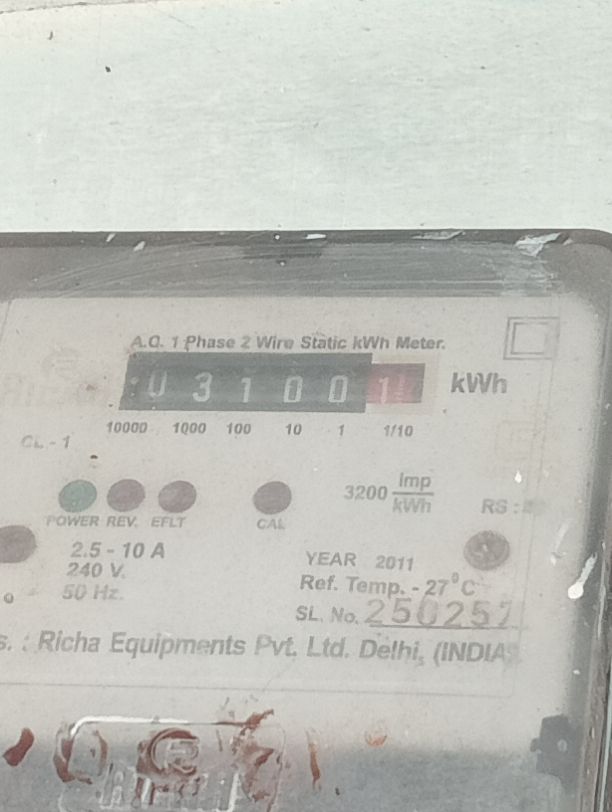 A.C. 1 Phase 2 Wire Static kWh Meter.
0 3 1 0 0 1 kWh
10000 1000 100 10 1 1/10
CL - 1
3200 Imp/kWh
RS :
POWER REV. EFLT CAL
2.5 - 10 A
240 V.
50 Hz.
YEAR 2011
Ref. Temp. - 27°C
SL. No. 250257
s. : Richa Equipments Pvt. Ltd. Delhi, (INDIA)